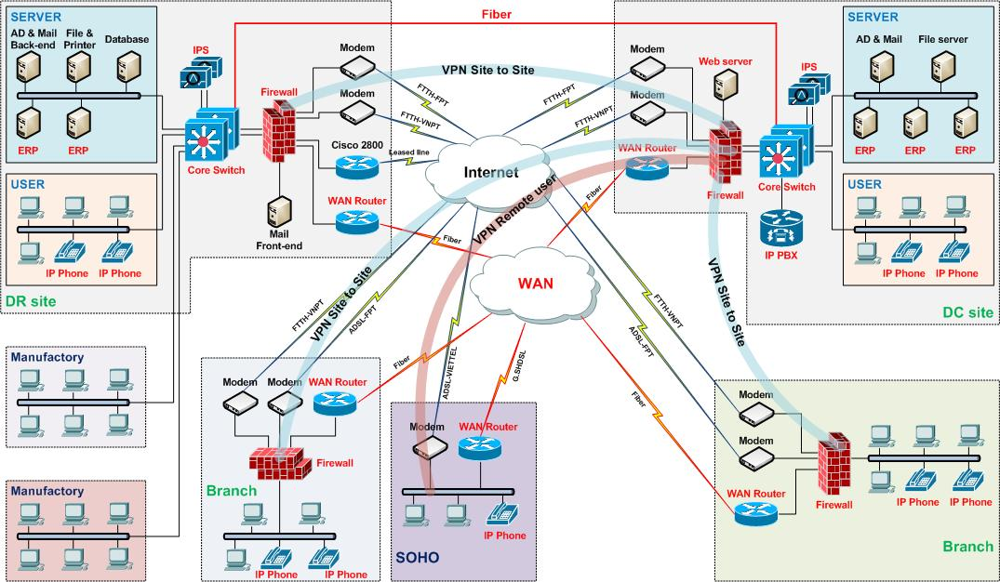 Fiber
SERVER
AD & Mail
Back-end
File &
Printer
Database
ERP
ERP
IPS
Core Switch
Firewall
Modem
Modem
Cisco 2800
WAN Router
Mail
Front-end
USER
IP Phone
IP Phone
DR site
FTTH-FPT
FTTH-VNPT
Leased line
Fiber
VPN Site to Site
Internet
VPN Remote user
WAN
FTTH-FPT
FTTH-VNPT
Fiber
Modem
Modem
WAN Router
Web server
Firewall
IPS
Core Switch
IP PBX
SERVER
AD & Mail
File server
ERP
ERP
ERP
USER
IP Phone
IP Phone
DC site
Manufactory
Manufactory
FTTH-VNPT
VPN Site to Site
ADSL-FPT
Fiber
ADSL-VIETTEL
G.SHDSL
Fiber
ADSL-FPT
FTTH-VNPT
VPN Site to Site
Modem
Modem
WAN Router
Firewall
Branch
IP Phone
IP Phone
Modem
WAN Router
IP Phone
SOHO
Modem
Modem
WAN Router
Firewall
IP Phone
IP Phone
Branch